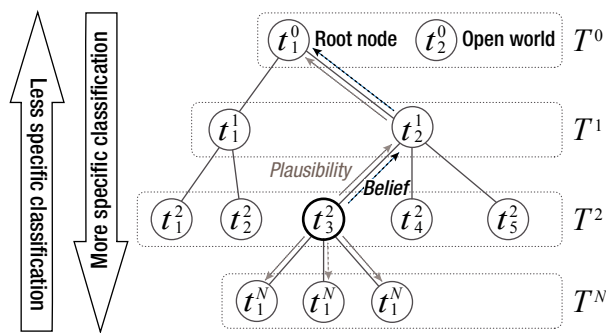 t_1^0 Root node t_2^0 Open world T^0
t_1^1 t_2^1 T^1
Plausibility
Belief
t_1^2 t_2^2 t_3^2 t_4^2 t_5^2 T^2
t_1^N t_1^N t_1^N T^N
Less specific classification
More specific classification